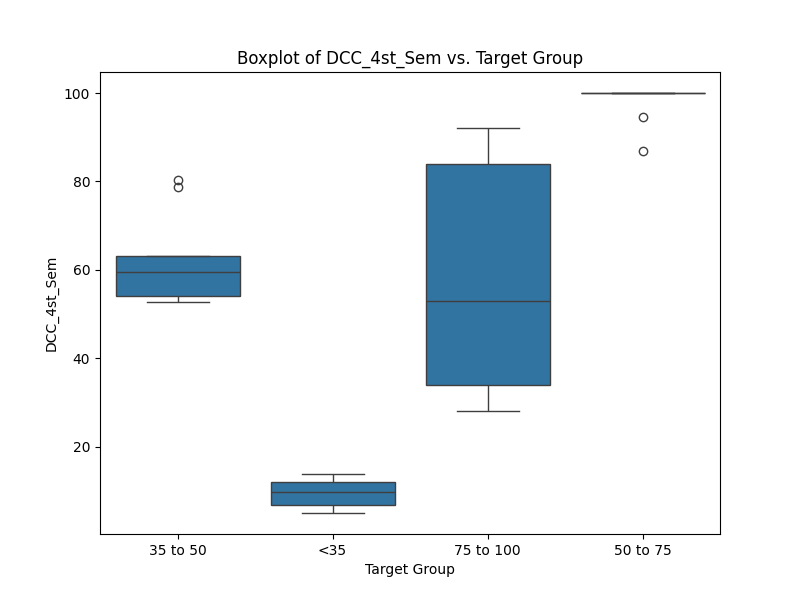 Boxplot of DCC_4st_Sem vs. Target Group
100
80
60
40
20
DCC_4st_Sem
35 to 50
<35
75 to 100
50 to 75
Target Group